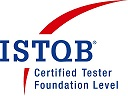 ISTQB®
Certified Tester
Foundation Level